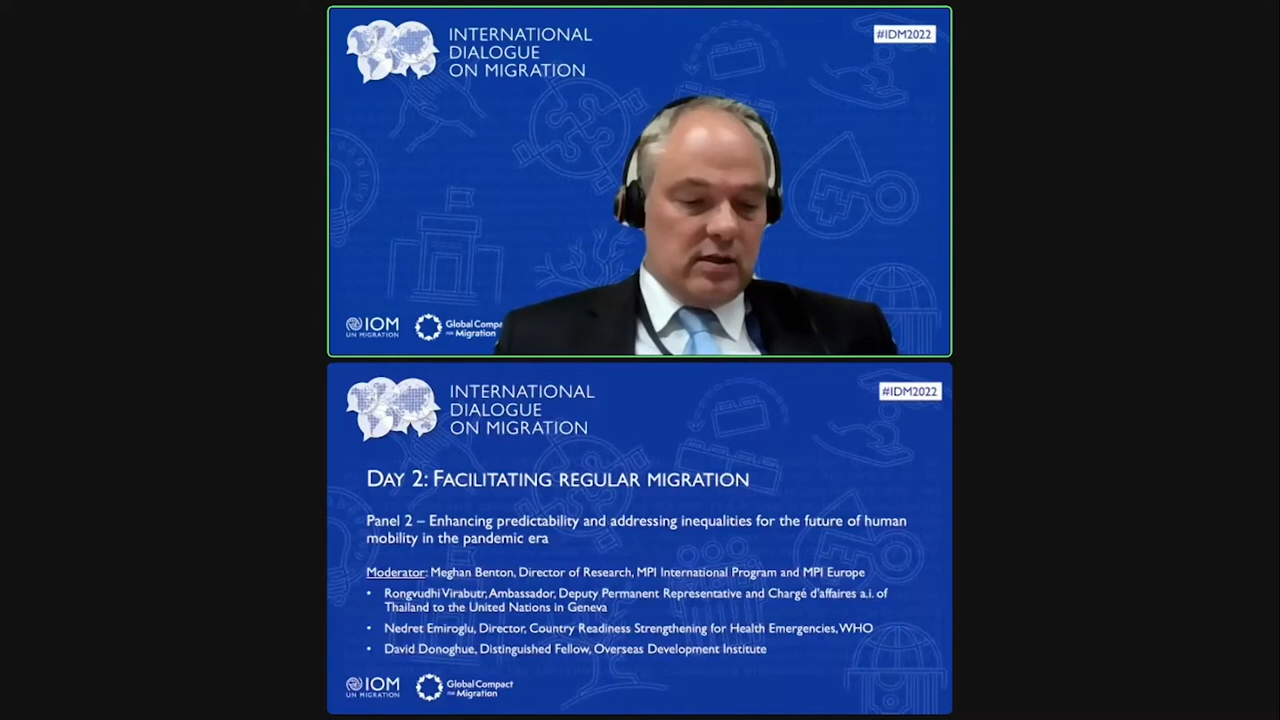 INTERNATIONAL
DIALOGUE
ON MIGRATION
#IDM2022
IOM
UN MIGRATION
Global Compa
FOR Migration
INTERNATIONAL
DIALOGUE
ON MIGRATION
#IDM2022
DAY 2: FACILITATING REGULAR MIGRATION
Panel 2 – Enhancing predictability and addressing inequalities for the future of human
mobility in the pandemic era
Moderator: Meghan Benton, Director of Research, MPI International Program and MPI Europe
• Rongvudhi Virabutr, Ambassador, Deputy Permanent Representative and Chargé d'affaires a.i. of
Thailand to the United Nations in Geneva
• Nedret Emiroglu, Director, Country Readiness Strengthening for Health Emergencies, WHO
• David Donoghue, Distinguished Fellow, Overseas Development Institute
IOM
UN MIGRATION
Global Compact
FOR Migration